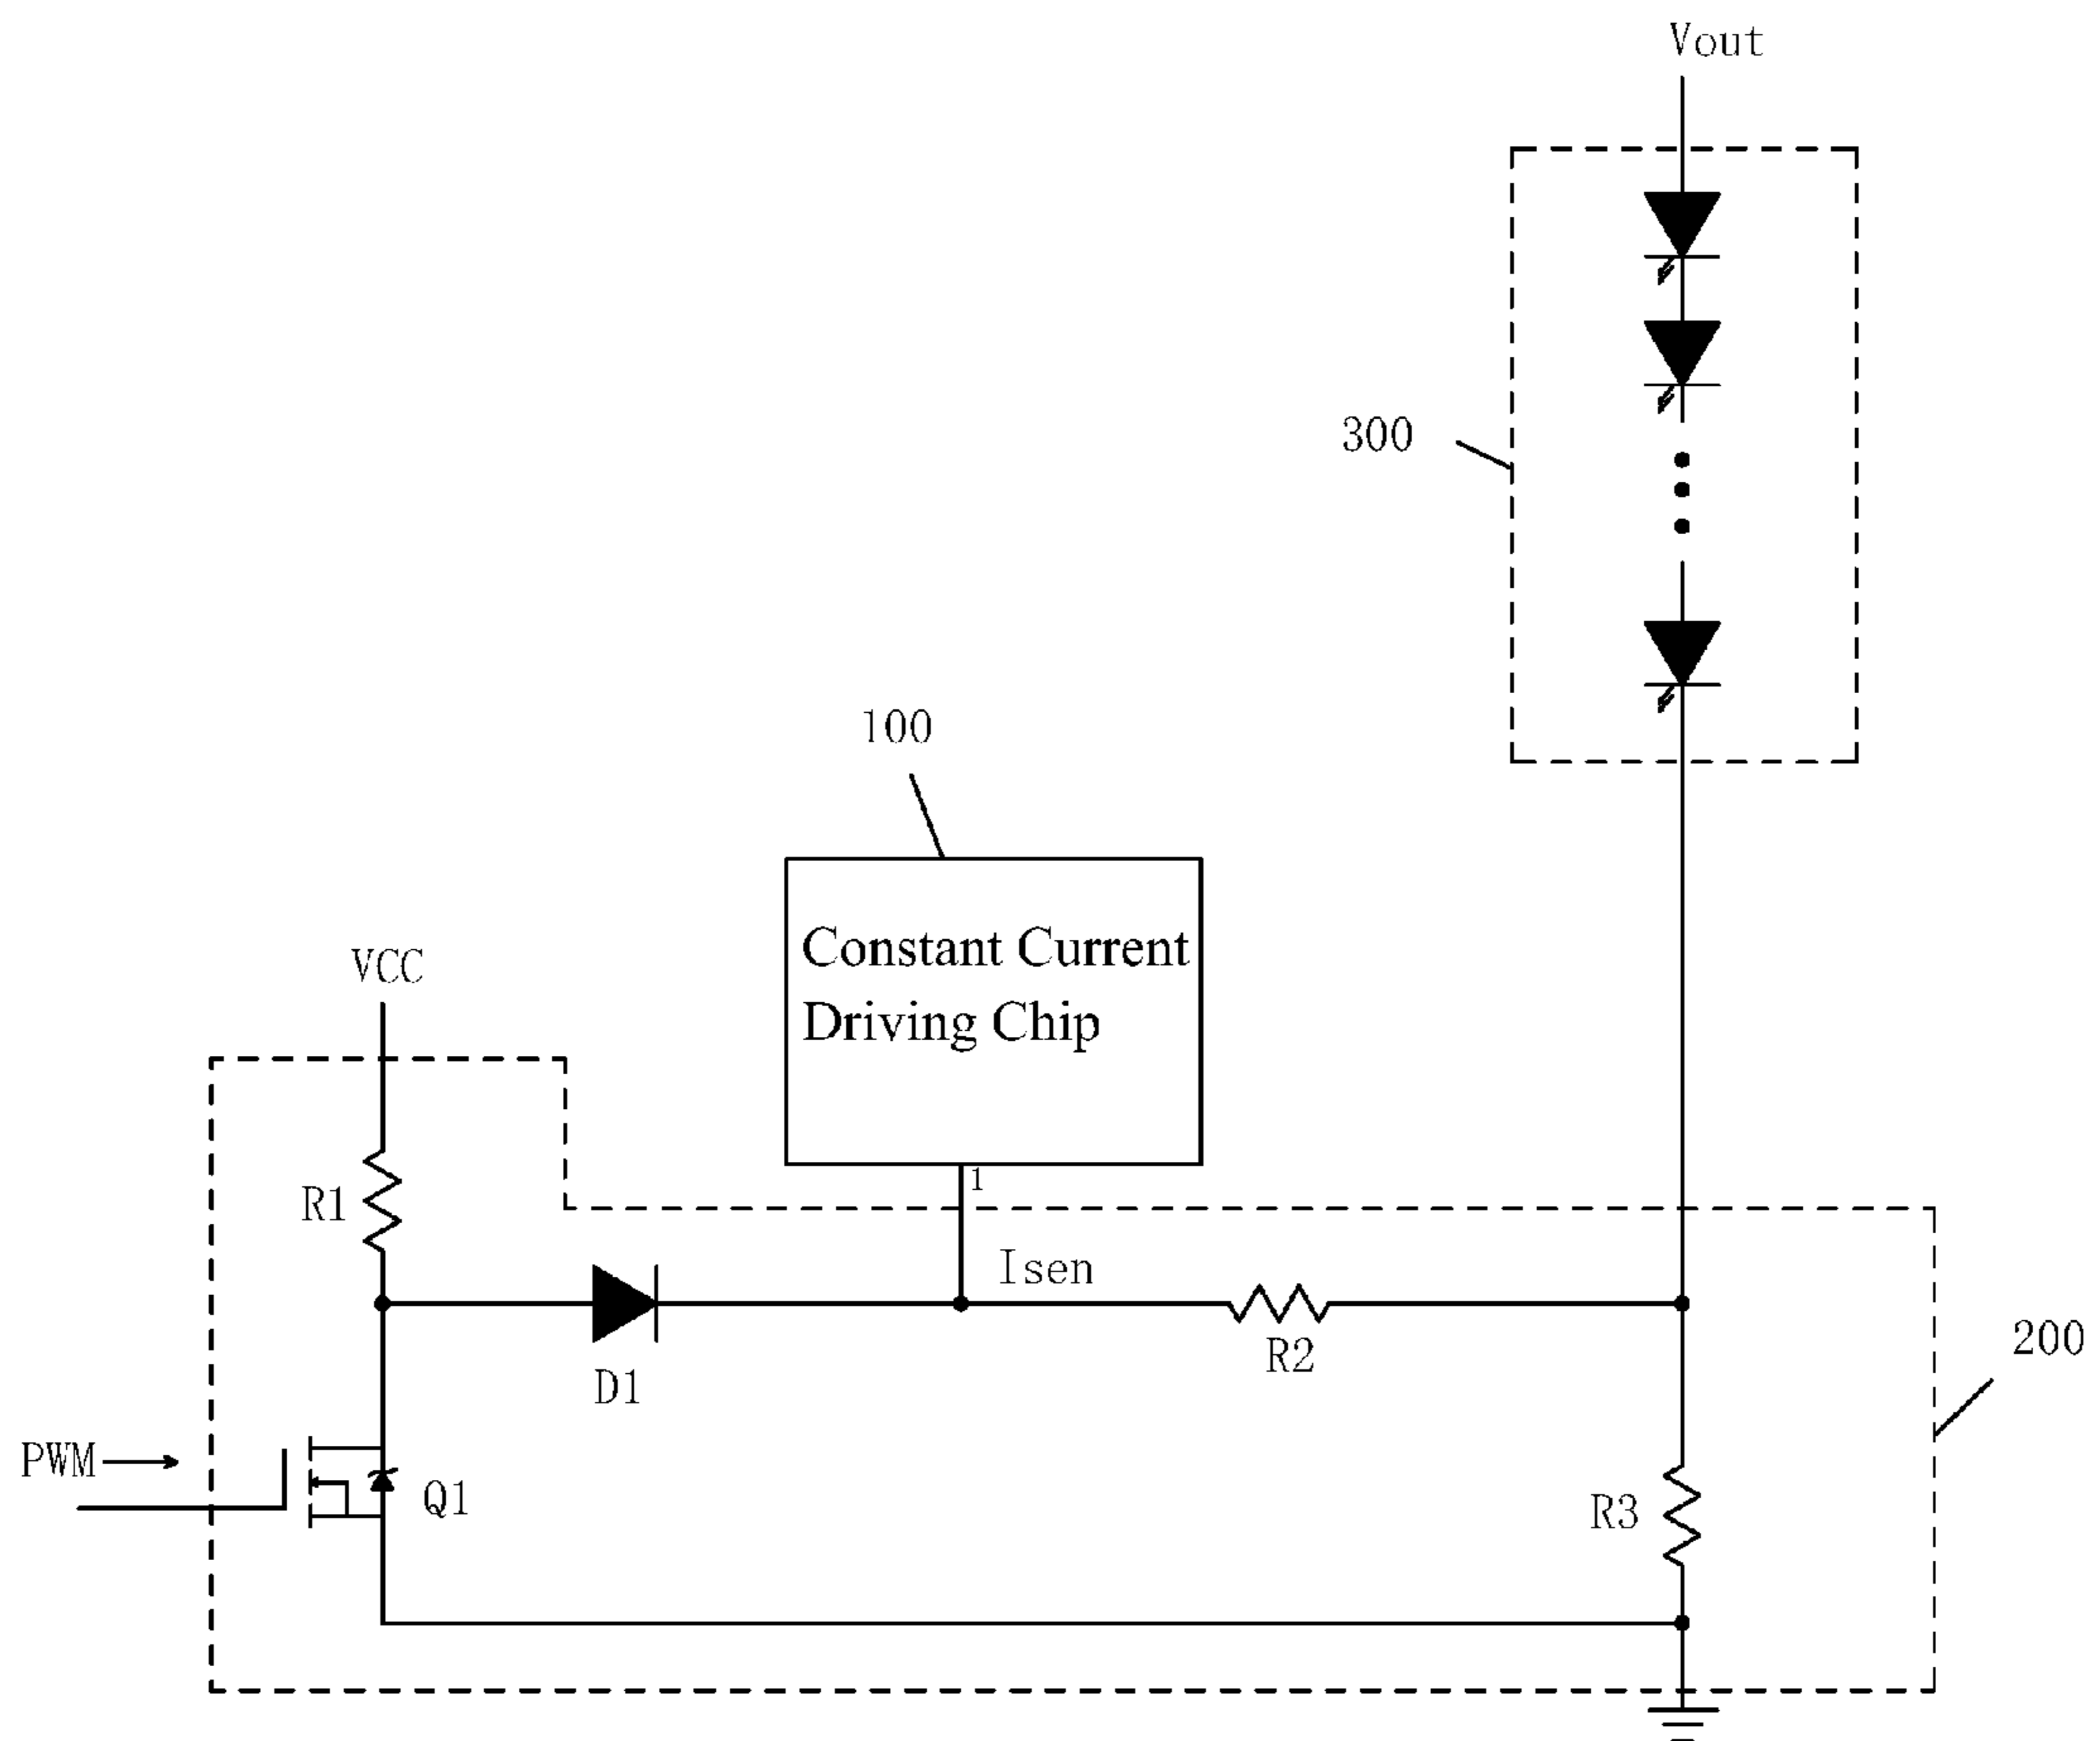 Vout
300
100
Constant Current
Driving Chip
VCC
1
R1
Isen
R2
200
D1
PWM
Q1
R3